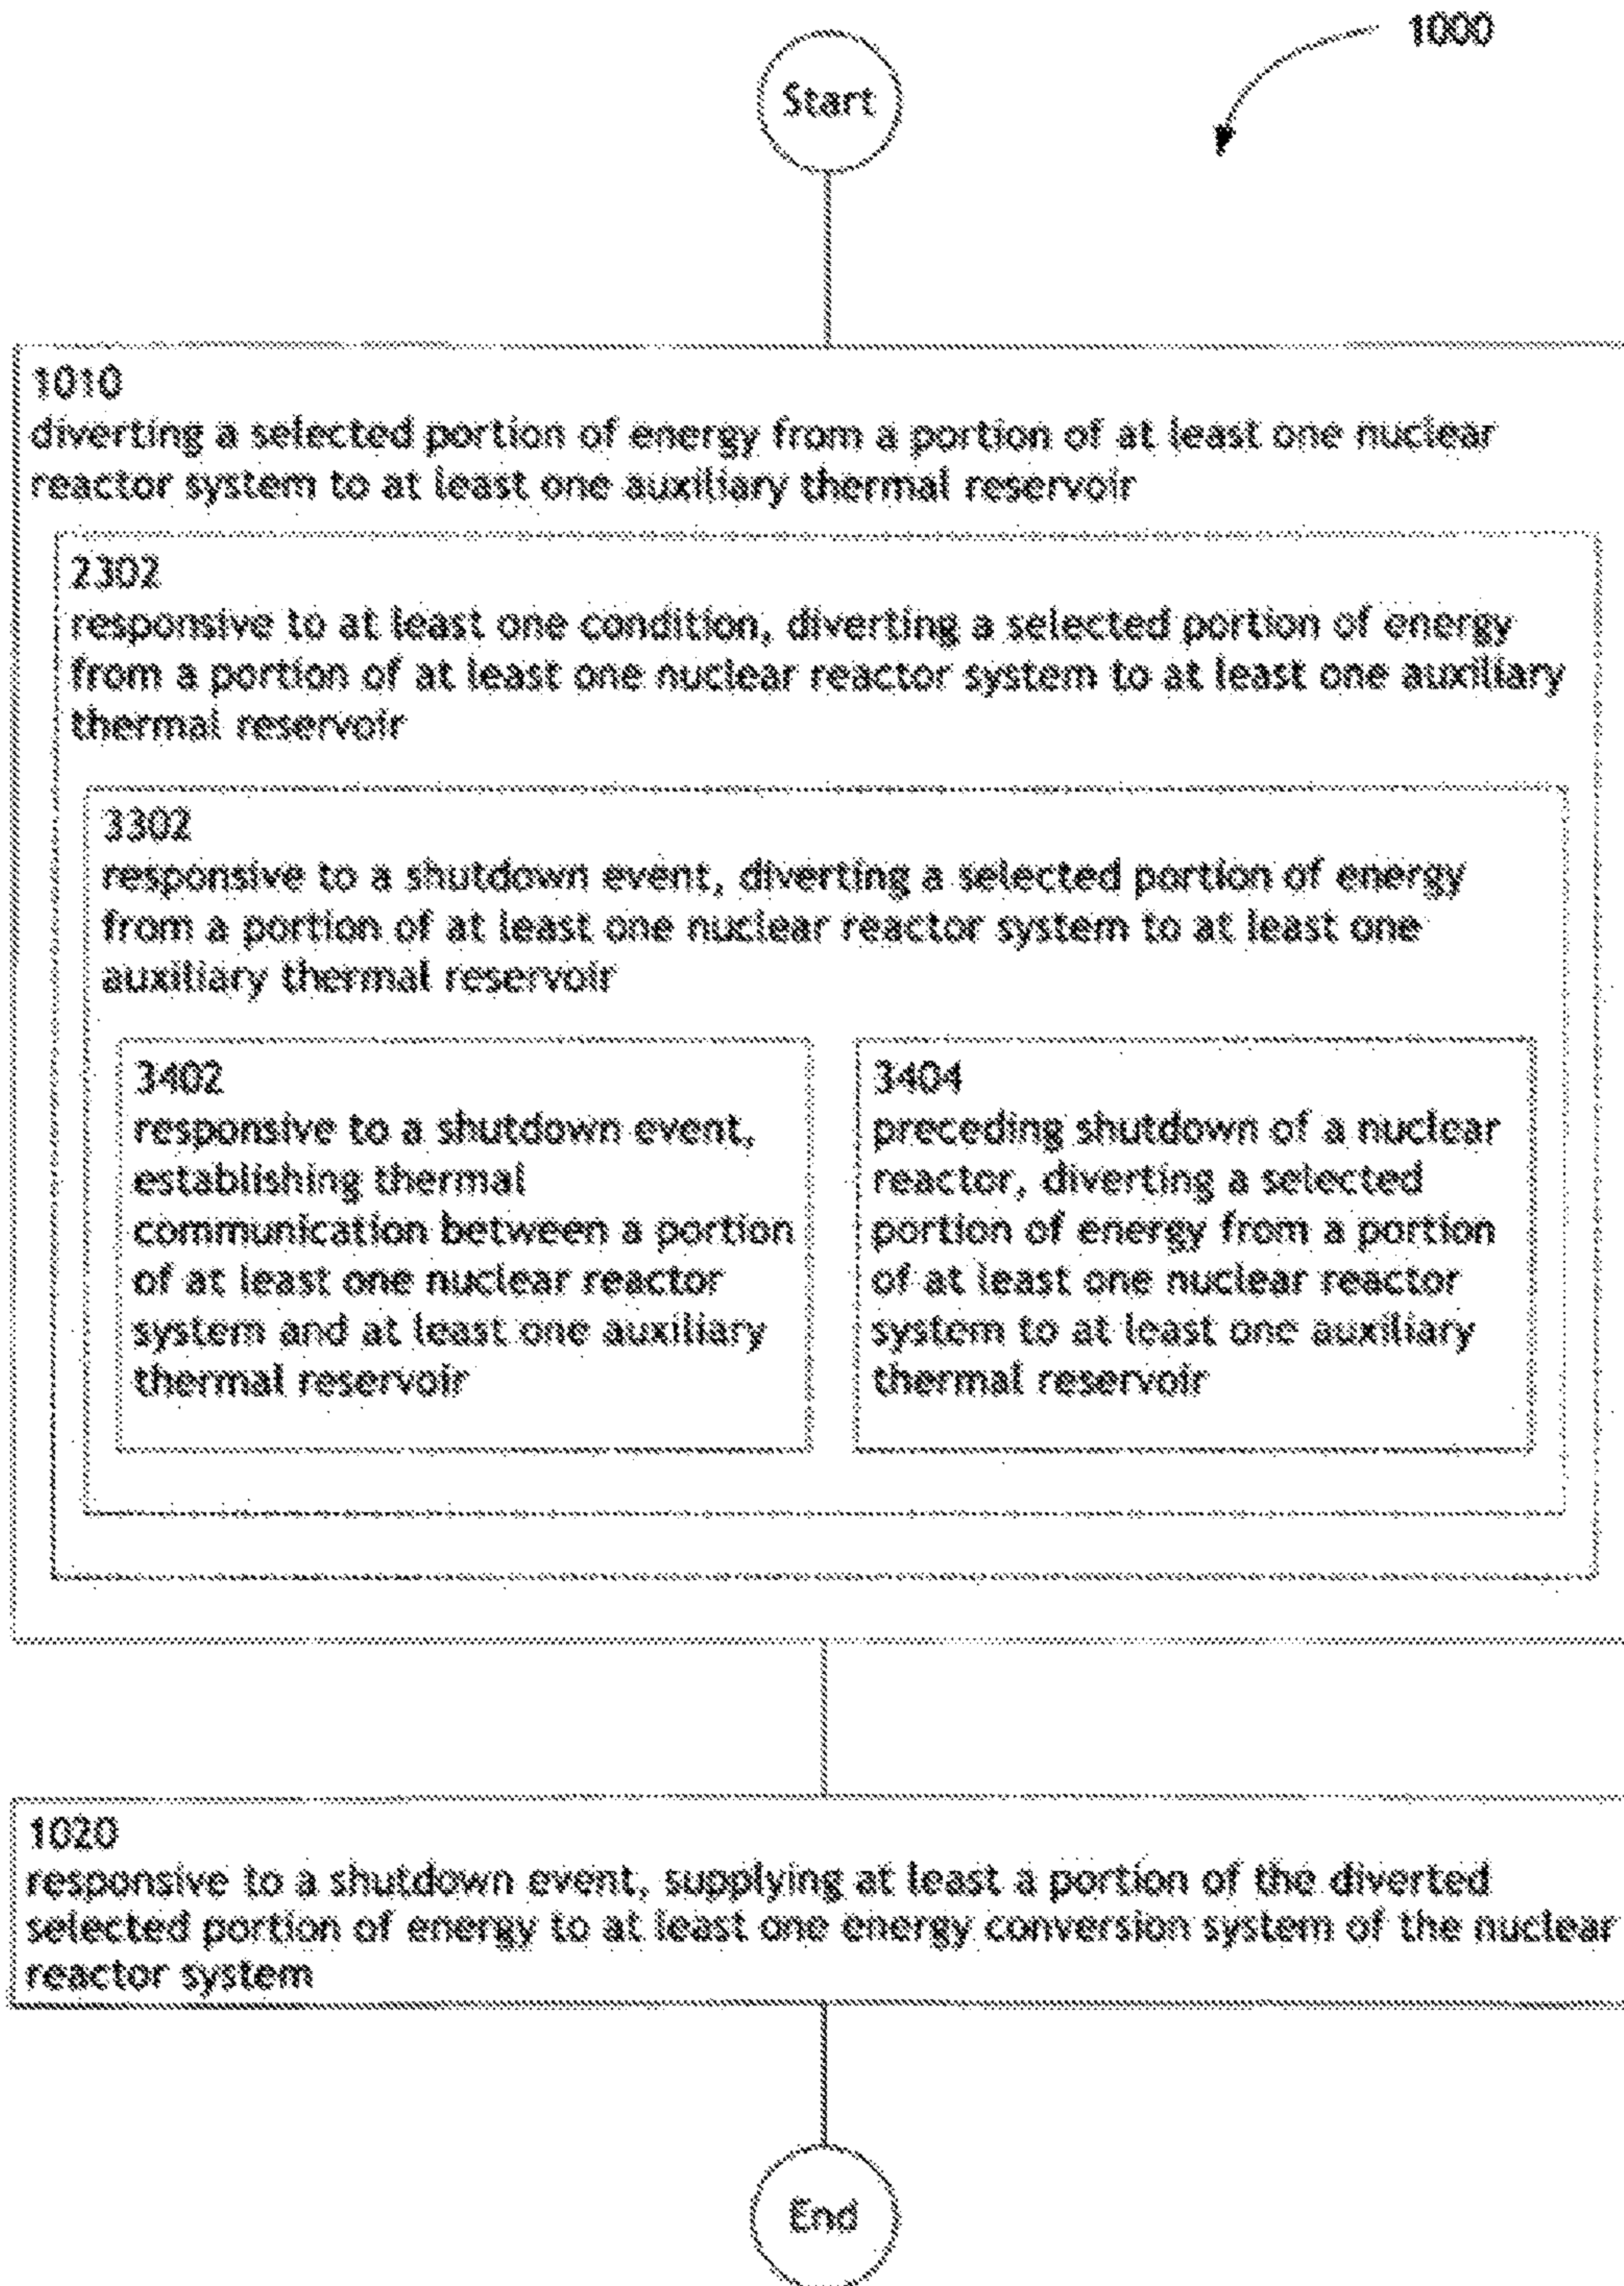 1000
Start
1010
diverting a selected portion of energy from a portion of at least one nuclear
reactor system to at least one auxiliary thermal reservoir
2302
responsive to at least one condition, diverting a selected portion of energy
from a portion of at least one nuclear reactor system to at least one auxiliary
thermal reservoir
3302
responsive to a shutdown event, diverting a selected portion of energy
from a portion of at least one nuclear reactor system to at least one
auxiliary thermal reservoir
3402
responsive to a shutdown event,
establishing thermal
communication between a portion
of at least one nuclear reactor
system and at least one auxiliary
thermal reservoir
3404
preceding shutdown of a nuclear
reactor, diverting a selected
portion of energy from a portion
of at least one nuclear reactor
system to at least one auxiliary
thermal reservoir
1020
responsive to a shutdown event, supplying at least a portion of the diverted
selected portion of energy to at least one energy conversion system of the nuclear
reactor system
End